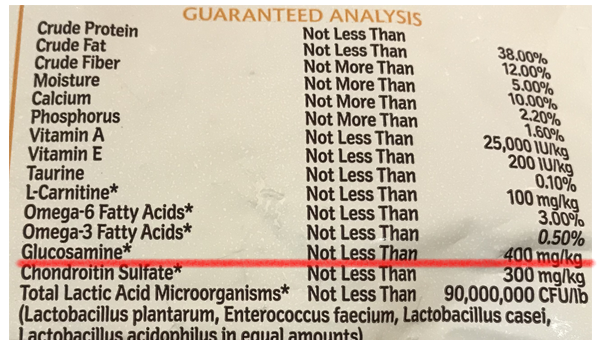 GUARANTEED ANALYSIS
Crude Protein Not Less Than 38.00%
Crude Fat Not Less Than 12.00%
Crude Fiber Not More Than 5.00%
Moisture Not More Than 10.00%
Calcium Not More Than 2.20%
Phosphorus Not More Than 1.60%
Vitamin A Not Less Than 25,000 IU/kg
Vitamin E Not Less Than 200 IU/kg
Taurine Not Less Than 0.10%
L-Carnitine* Not Less Than 100 mg/kg
Omega-6 Fatty Acids* Not Less Than 3.00%
Omega-3 Fatty Acids* Not Less Than 0.50%
Glucosamine* Not Less Than 400 mg/kg
Chondroitin Sulfate* Not Less Than 300 mg/kg
Total Lactic Acid Microorganisms* Not Less Than 90,000,000 CFU/lb
(Lactobacillus plantarum, Enterococcus faecium, Lactobacillus casei,
Lactobacillus acidophilus in equal amounts)